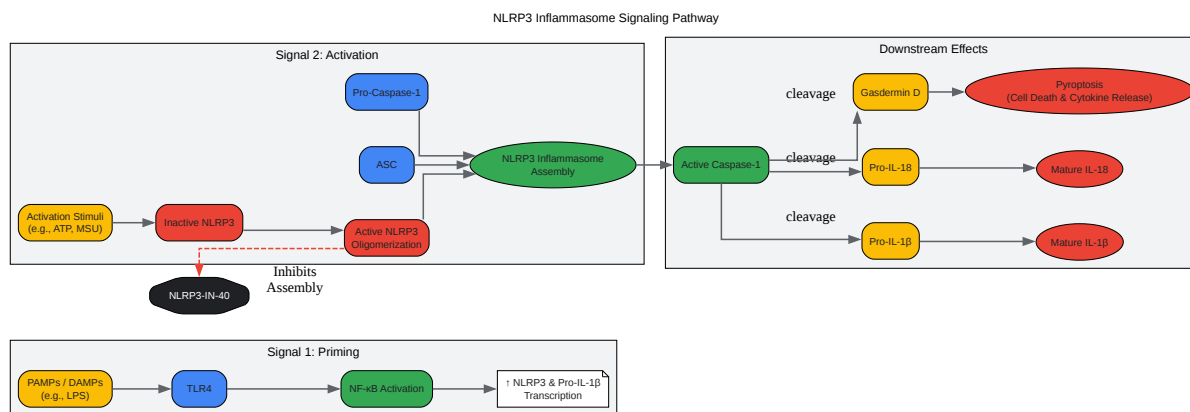 NLRP3 Inflammasome Signaling Pathway
Signal 2: Activation
Pro-Caspase-1
ASC
NLRP3 Inflammasome
Assembly
Activation Stimuli
(e.g., ATP, MSU)
Inactive NLRP3
Active NLRP3
Oligomerization
Inhibits
Assembly
NLRP3-IN-40
Downstream Effects
Active Caspase-1
cleavage
Gasdermin D
Pyroptosis
(Cell Death & Cytokine Release)
cleavage
Pro-IL-18
Mature IL-18
cleavage
Pro-IL-1β
Mature IL-1β
Signal 1: Priming
PAMPs / DAMPs
(e.g., LPS)
TLR4
NF-κB Activation
↑ NLRP3 & Pro-IL-1β
Transcription